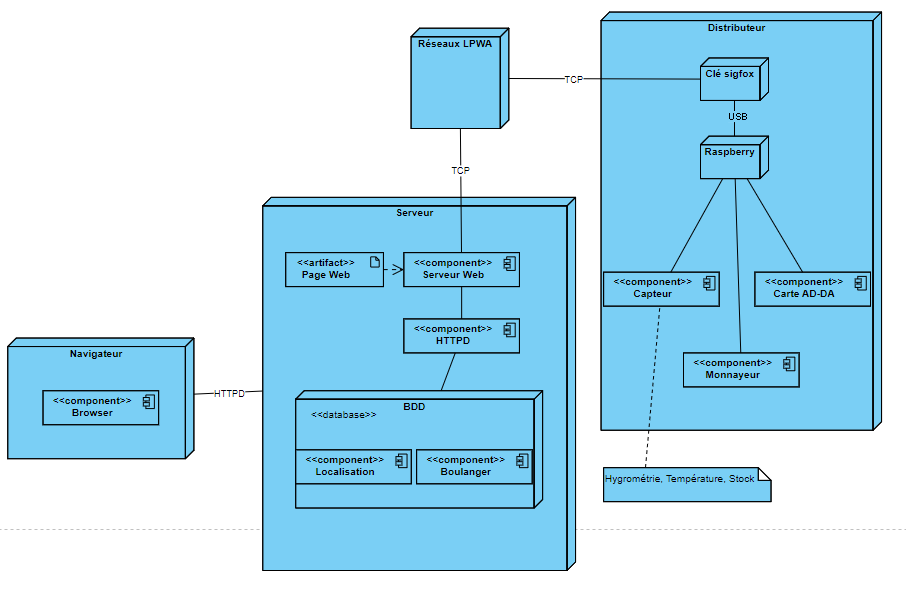 Distributeur
Réseaux LPWA
Clé sigfox
TCP
USB
Raspberry
TCP
Serveur
<<artifact>>
Page Web
<<component>>
Serveur Web
<<component>>
Capteur
<<component>>
Carte AD-DA
<<component>>
HTTPD
<<component>>
Monnayeur
Navigateur
<<component>>
Browser
HTTPD
BDD
<<database>>
<<component>>
Localisation
<<component>>
Boulanger
Hygrométrie, Température, Stock